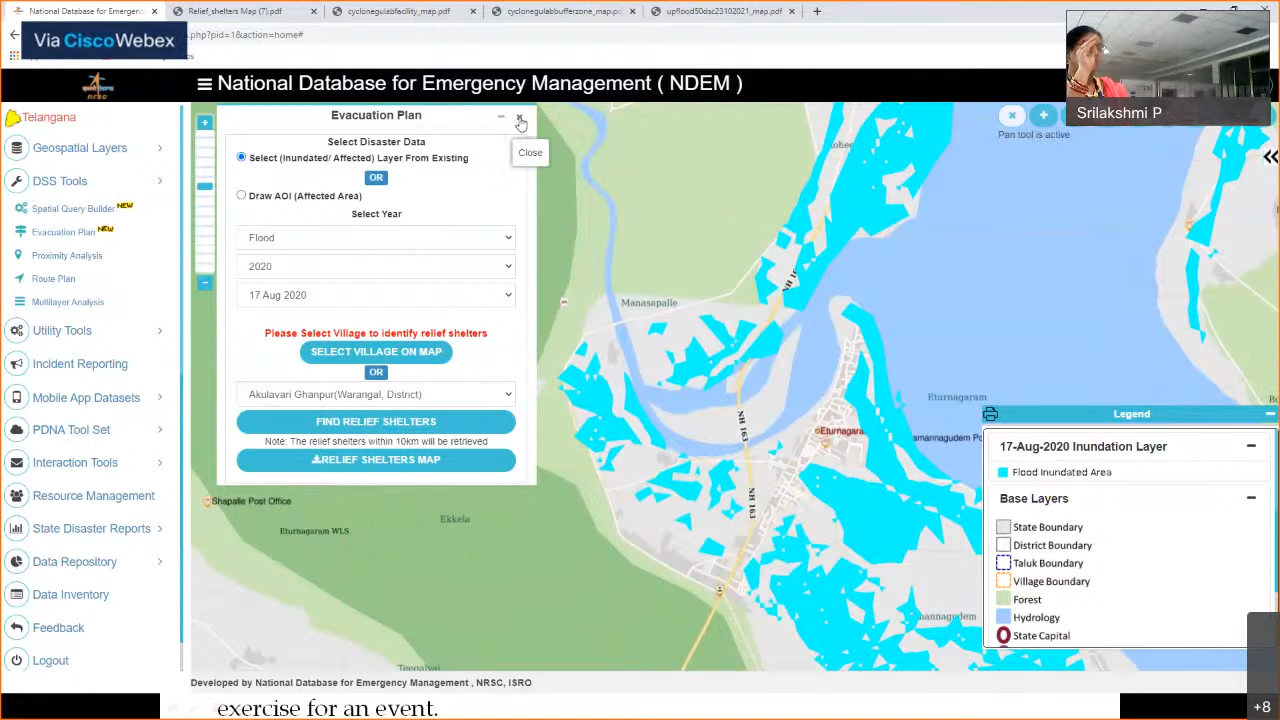 Relief_shelters Map (7).pdf
cyclonegulabfacility_map.pdf
cyclonegulabbufferzone_map.pdf
upflood50dsc23102021_map.pdf
Via CiscoWebex
php?pid=1&action=home#
nrsc
National Database for Emergency Management ( NDEM )
Srilakshmi P
Telangana
Geospatial Layers
DSS Tools
Spatial Query Builder NEW
Evacuation Plan NEW
Proximity Analysis
Route Plan
Multilayer Analysis
Utility Tools
Incident Reporting
Mobile App Datasets
PDNA Tool Set
Interaction Tools
Resource Management
State Disaster Reports
Data Repository
Data Inventory
Feedback
Logout
Evacuation Plan
Close
Select Disaster Data
Select (Inundated/ Affected) Layer From Existing
OR
Draw AOI (Affected Area)
Select Year
Flood
2020
17 Aug 2020
Please Select Village to identify relief shelters
SELECT VILLAGE ON MAP
OR
Akulavari Ghanpur(Warangal, District)
FIND RELIEF SHELTERS
Note: The relief shelters within 10km will be retrieved
RELIEF SHELTERS MAP
Pan tool is active.
Manasapalle
NH 163
NH 163
Eturnagaram
Eturnagara
Shapalle Post Office
Eturnagaram WLS
Ekkela
Legend
17-Aug-2020 Inundation Layer
Flood Inundated Area
Base Layers
State Boundary
District Boundary
Taluk Boundary
Village Boundary
Forest
Hydrology
State Capital
Developed by National Database for Emergency Management , NRSC, ISRO
exercise for an event.
+8